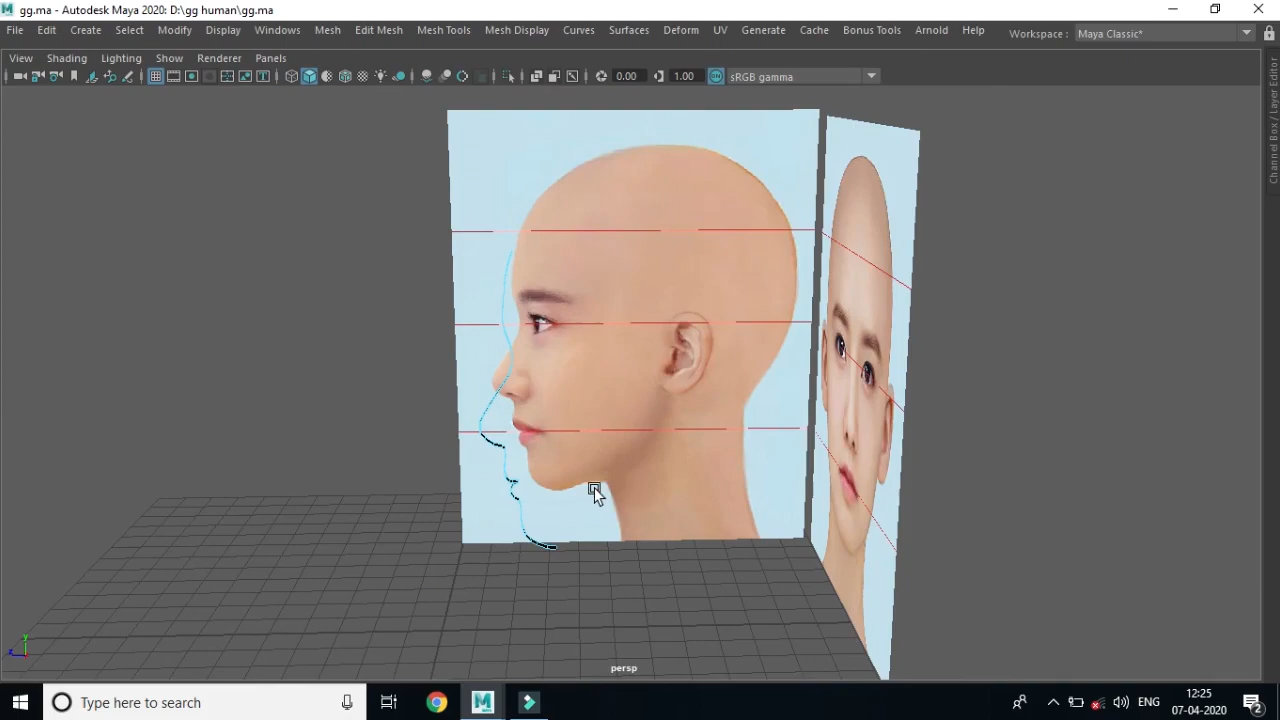 gg.ma - Autodesk Maya 2020: D:\gg human\gg.ma
File Edit Create Select Modify Display Windows Mesh Edit Mesh Mesh Tools Mesh Display Curves Surfaces Deform UV Generate Cache Bonus Tools Arnold Help Workspace : Maya Classic*
View Shading Lighting Show Renderer Panels
0.00 1.00 ON sRGB gamma
Channel Box / Layer Editor
y
z
persp
Type here to search
ENG
12:25
07-04-2020
2